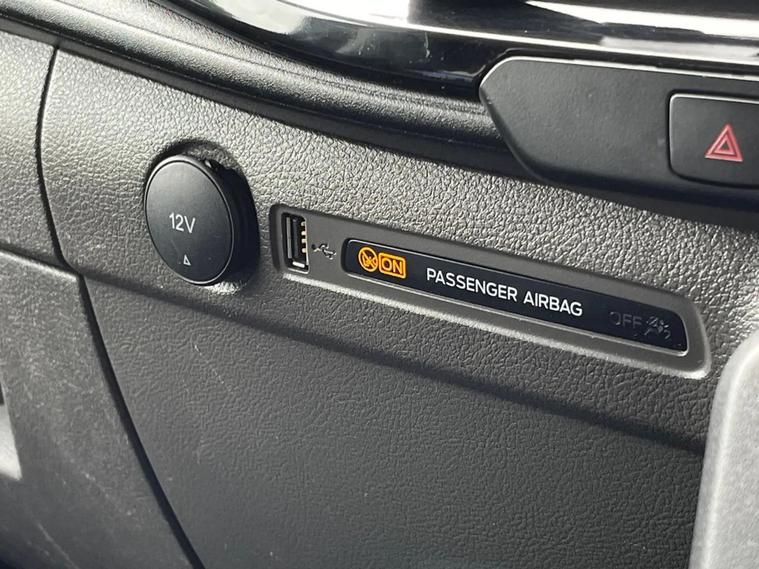 12V
ON PASSENGER AIRBAG OFF